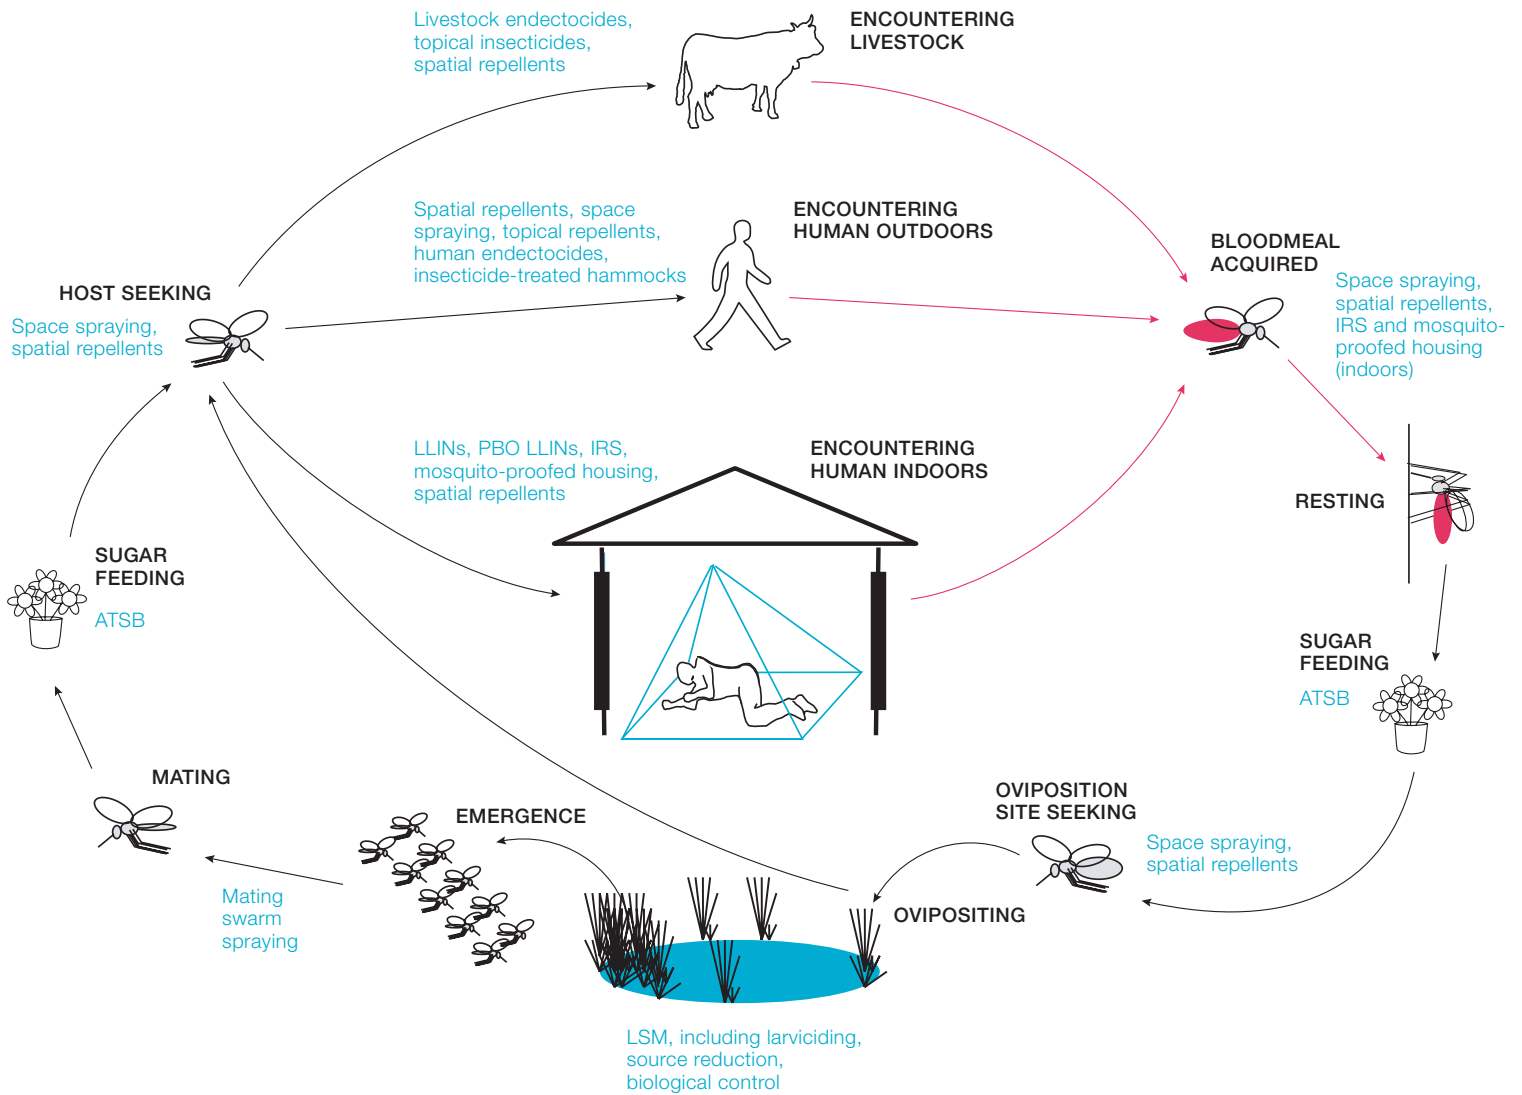 Livestock endectocides,
topical insecticides,
spatial repellents
ENCOUNTERING
LIVESTOCK
Spatial repellents, space
spraying, topical repellents,
human endectocides,
insecticide-treated hammocks
ENCOUNTERING
HUMAN OUTDOORS
BLOODMEAL
ACQUIRED
Space spraying,
spatial repellents,
IRS and mosquito-
proofed housing
(indoors)
HOST SEEKING
Space spraying,
spatial repellents
LLINs, PBO LLINs, IRS,
mosquito-proofed housing,
spatial repellents
ENCOUNTERING
HUMAN INDOORS
RESTING
SUGAR
FEEDING
ATSB
SUGAR
FEEDING
ATSB
MATING
Mating
swarm
spraying
EMERGENCE
OVIPOSITION
SITE SEEKING
Space spraying,
spatial repellents
OVIPOSITING
LSM, including larviciding,
source reduction,
biological control